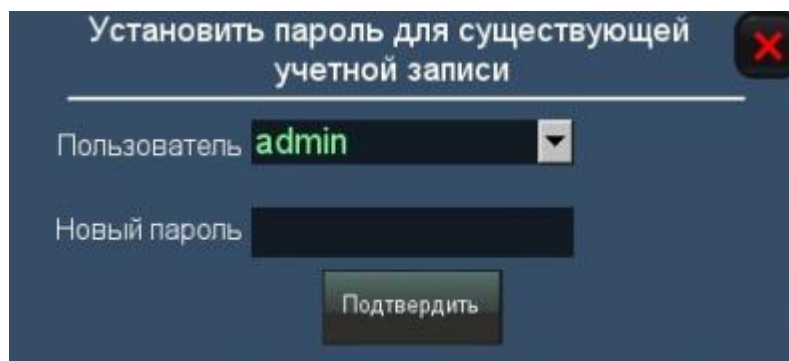 Установить пароль для существующей
учетной записи
Пользователь admin
Новый пароль
Подтвердить